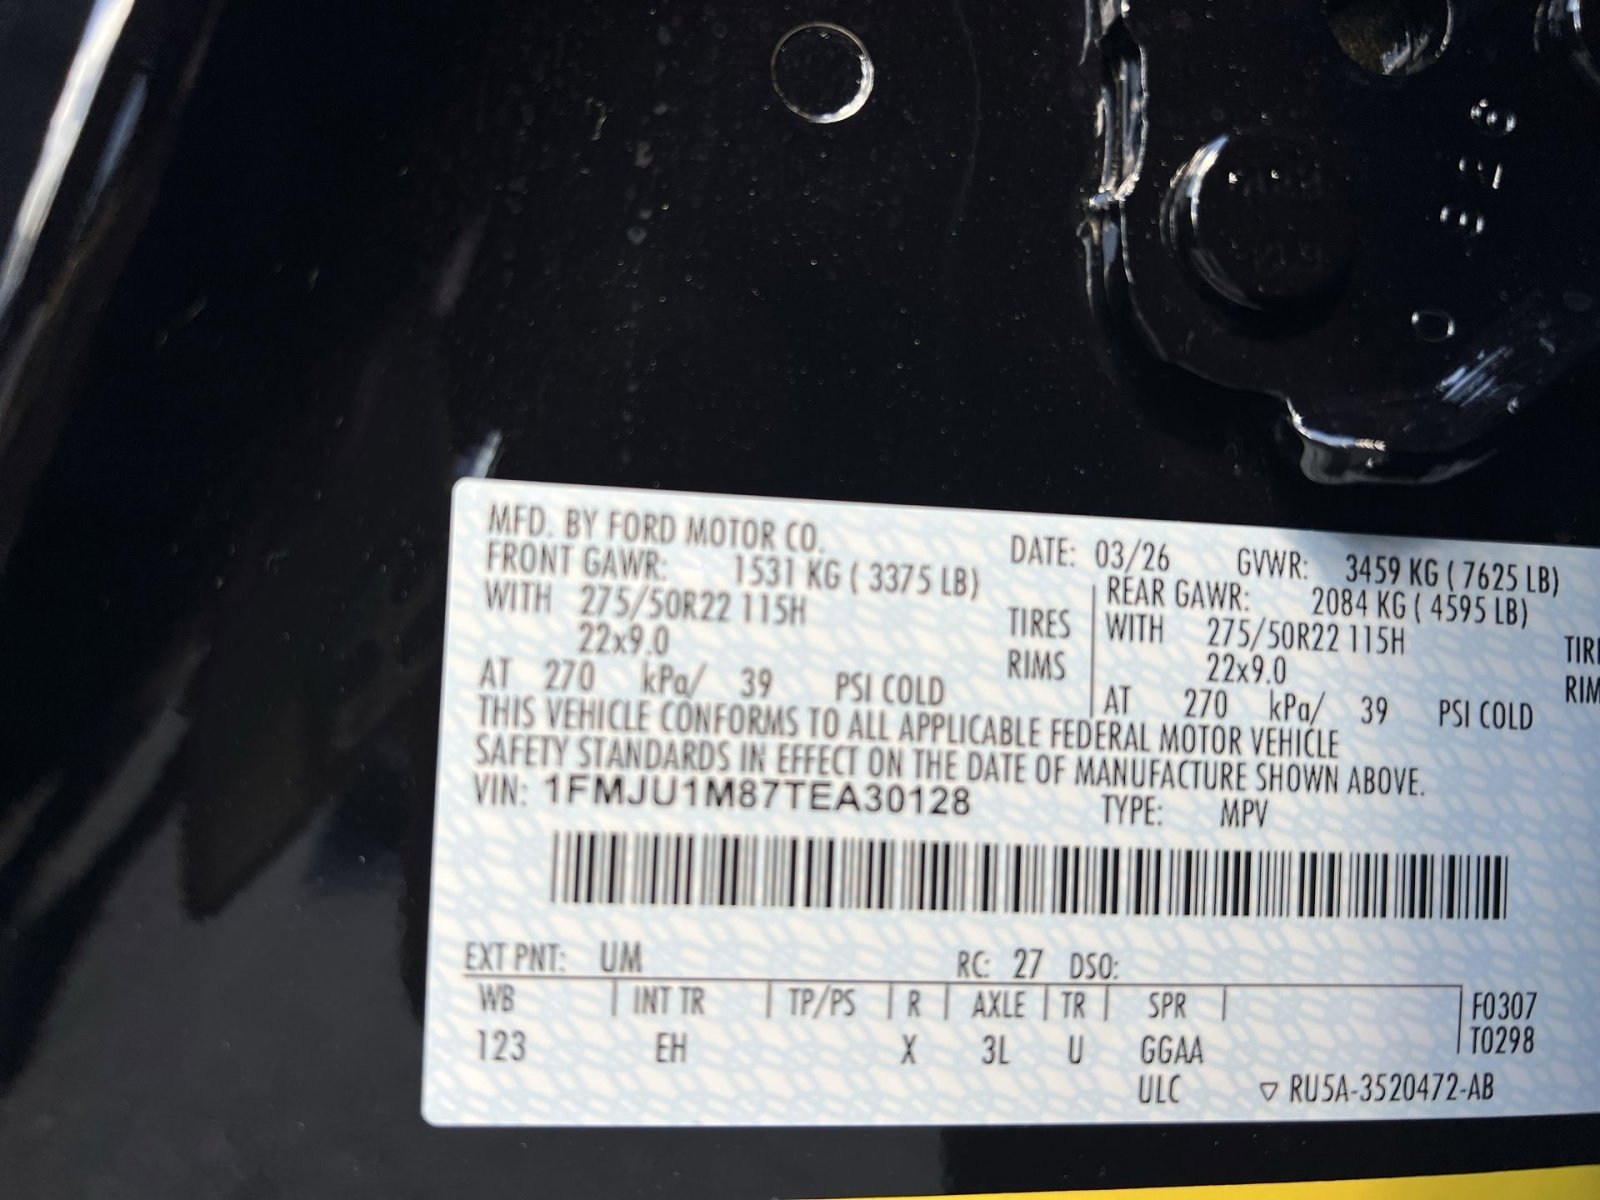 MFD. BY FORD MOTOR CO.
DATE: 03/26 GVWR: 3459 KG ( 7625 LB)
FRONT GAWR: 1531 KG ( 3375 LB)
WITH 275/50R22 115H TIRES
22x9.0 RIMS
AT 270 kPa/ 39 PSI COLD
REAR GAWR: 2084 KG ( 4595 LB)
WITH 275/50R22 115H
22x9.0
AT 270 kPa/ 39 PSI COLD
THIS VEHICLE CONFORMS TO ALL APPLICABLE FEDERAL MOTOR VEHICLE
SAFETY STANDARDS IN EFFECT ON THE DATE OF MANUFACTURE SHOWN ABOVE.
VIN: 1FMJU1M87TEA30128 TYPE: MPV
EXT PNT: UM RC: 27 DSO:
WB INT TR TP/PS R AXLE TR SPR F0307
123 EH X 3L U GGAA T0298
ULC ▽ RU5A-3520472-AB